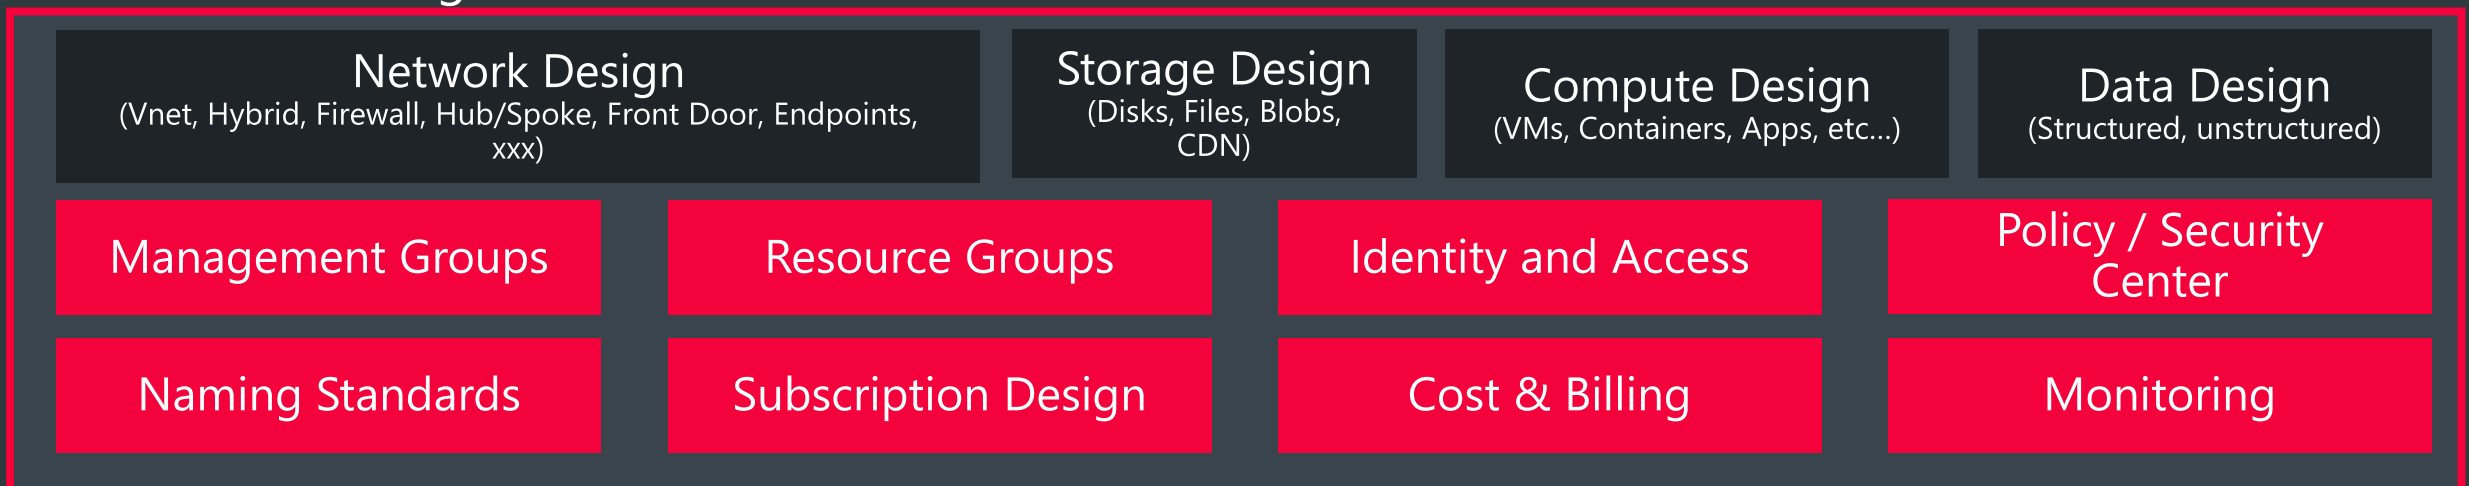 Network Design
(Vnet, Hybrid, Firewall, Hub/Spoke, Front Door, Endpoints,
xxx)
Storage Design
(Disks, Files, Blobs,
CDN)
Compute Design
(VMs, Containers, Apps, etc...)
Data Design
(Structured, unstructured)
Management Groups
Resource Groups
Identity and Access
Policy / Security
Center
Naming Standards
Subscription Design
Cost & Billing
Monitoring